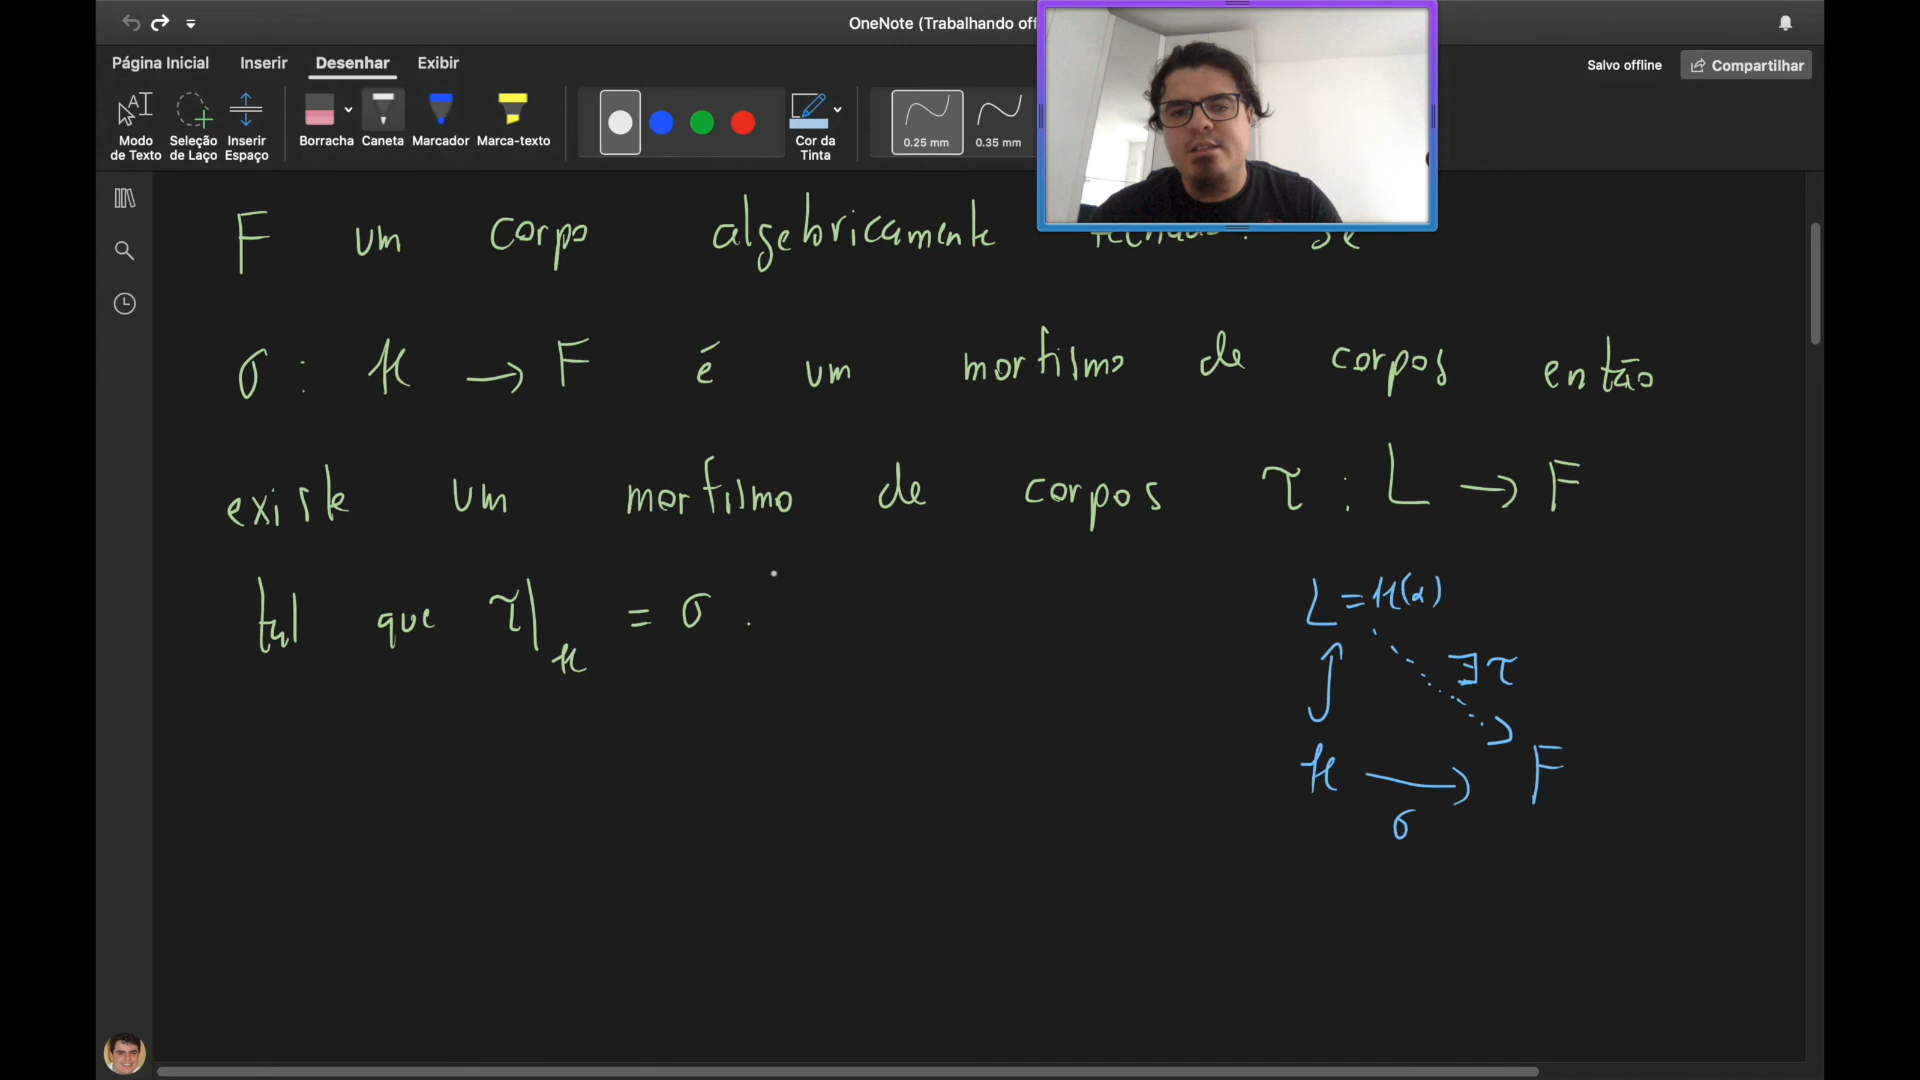 OneNote (Trabalhando off
Página Inicial Inserir Desenhar Exibir
Salvo offline Compartilhar
Modo de Texto Seleção de Laço Inserir Espaço Borracha Caneta Marcador Marca-texto Cor da Tinta 0.25 mm 0.35 mm
F um corpo algebricamente fechado. Se
σ : K → F é um morfismo de corpos então
existe um morfismo de corpos τ : L → F
tal que τ|K = σ .
L = K(α)
∃ τ
K → F
σ